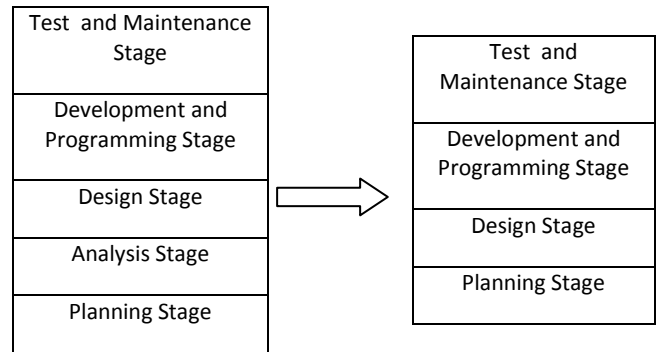 Test and Maintenance
Stage
Development and
Programming Stage
Design Stage
Analysis Stage
Planning Stage
Test and
Maintenance Stage
Development and
Programming Stage
Design Stage
Planning Stage